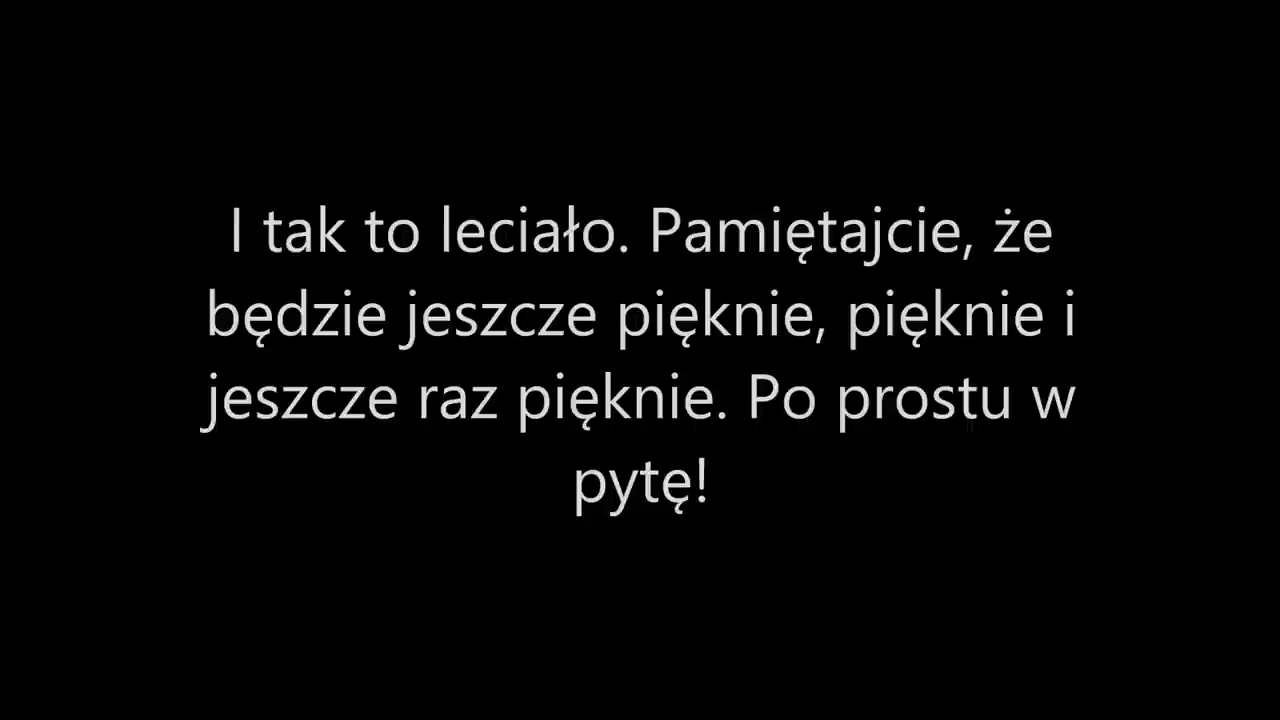 I tak to leciało. Pamiętajcie, że
będzie jeszcze pięknie, pięknie i
jeszcze raz pięknie. Po prostu w
pytę!